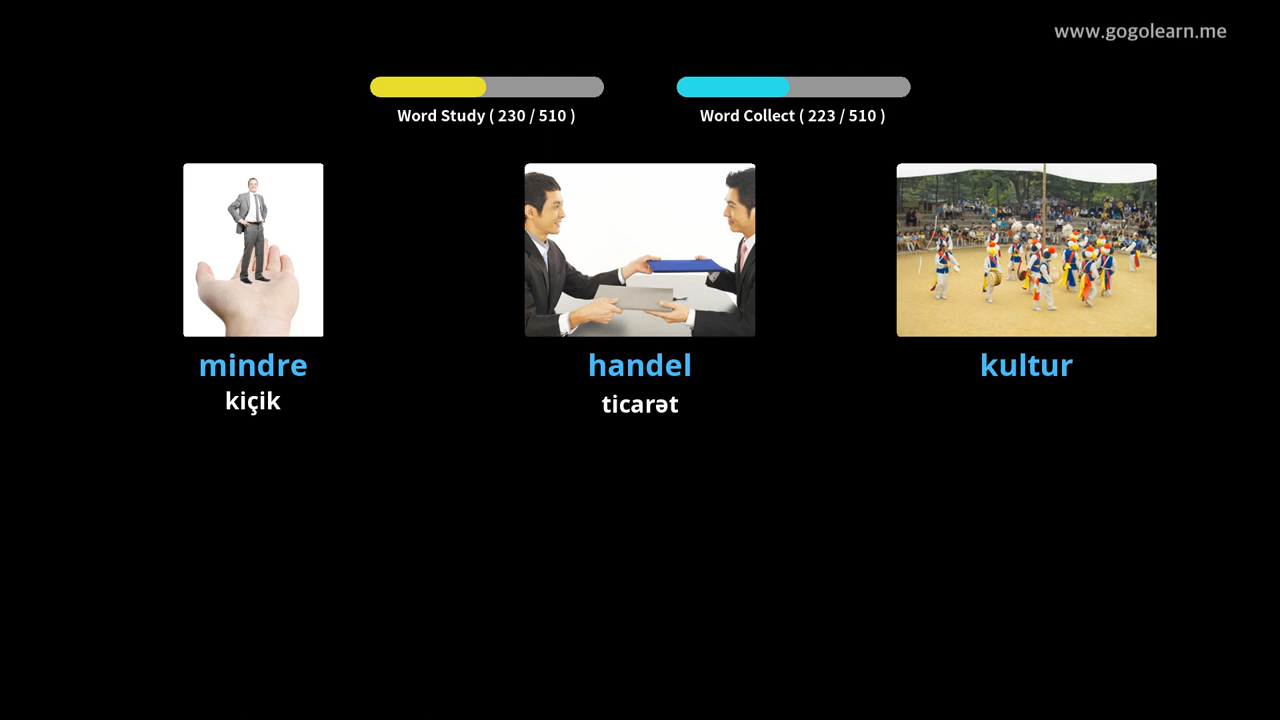 www.gogolearn.me
Word Study ( 230 / 510 )
Word Collect ( 223 / 510 )
mindre
kiçik
handel
ticarət
kultur